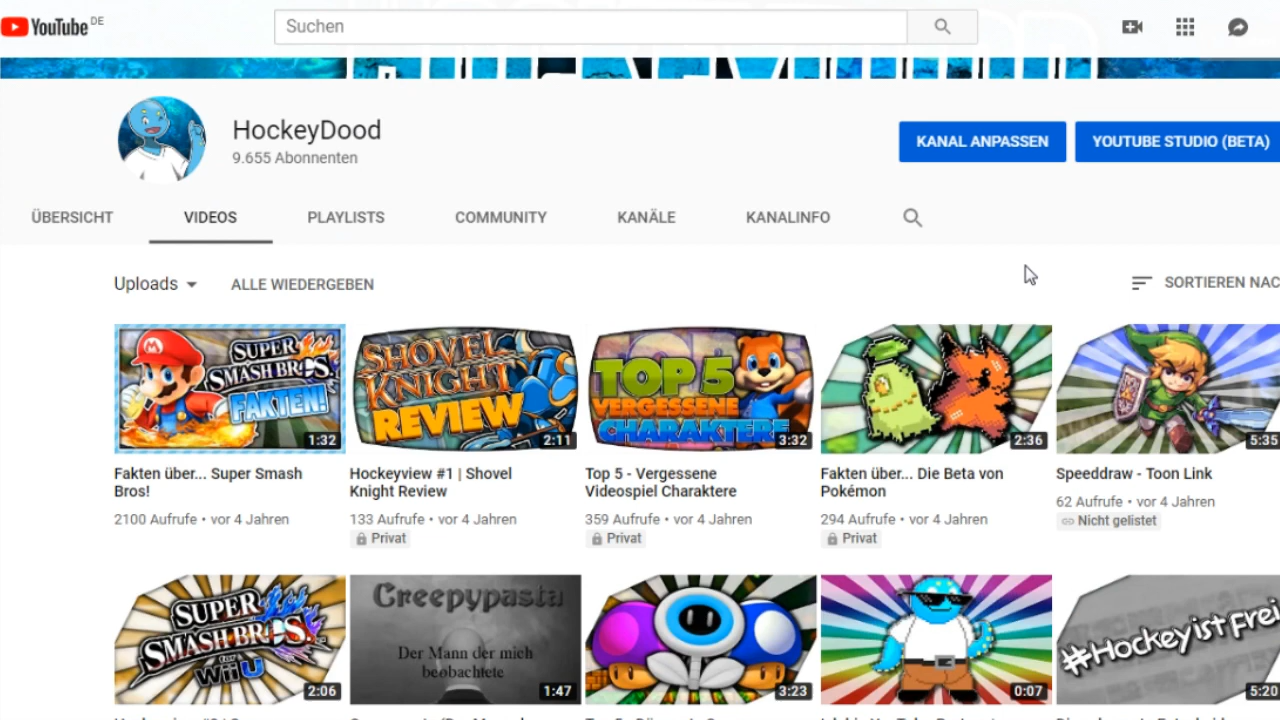 YouTube DE
Suchen
HockeyDood
9.655 Abonnenten
KANAL ANPASSEN
YOUTUBE STUDIO (BETA)
ÜBERSICHT
VIDEOS
PLAYLISTS
COMMUNITY
KANÄLE
KANALINFO
Uploads
ALLE WIEDERGEBEN
SORTIEREN NAC
SUPER
SMASH BROS.
FAKTEN!
1:32
SHOVEL
KNIGHT
REVIEW
2:11
TOP 5
VERGESSENE
CHARAKTERE
3:32
2:36
5:35
Fakten über... Super Smash
Bros!
2100 Aufrufe • vor 4 Jahren
Hockeyview #1 | Shovel
Knight Review
133 Aufrufe • vor 4 Jahren
Privat
Top 5 - Vergessene
Videospiel Charaktere
359 Aufrufe • vor 4 Jahren
Privat
Fakten über... Die Beta von
Pokémon
294 Aufrufe • vor 4 Jahren
Privat
Speeddraw - Toon Link
62 Aufrufe • vor 4 Jahren
Nicht gelistet
SUPER
SMASH BROS.
for
Wii U
2:06
Creepypasta
Der Mann der mich
beobachtete
1:47
3:23
0:07
#HockeyistFrei
5:20